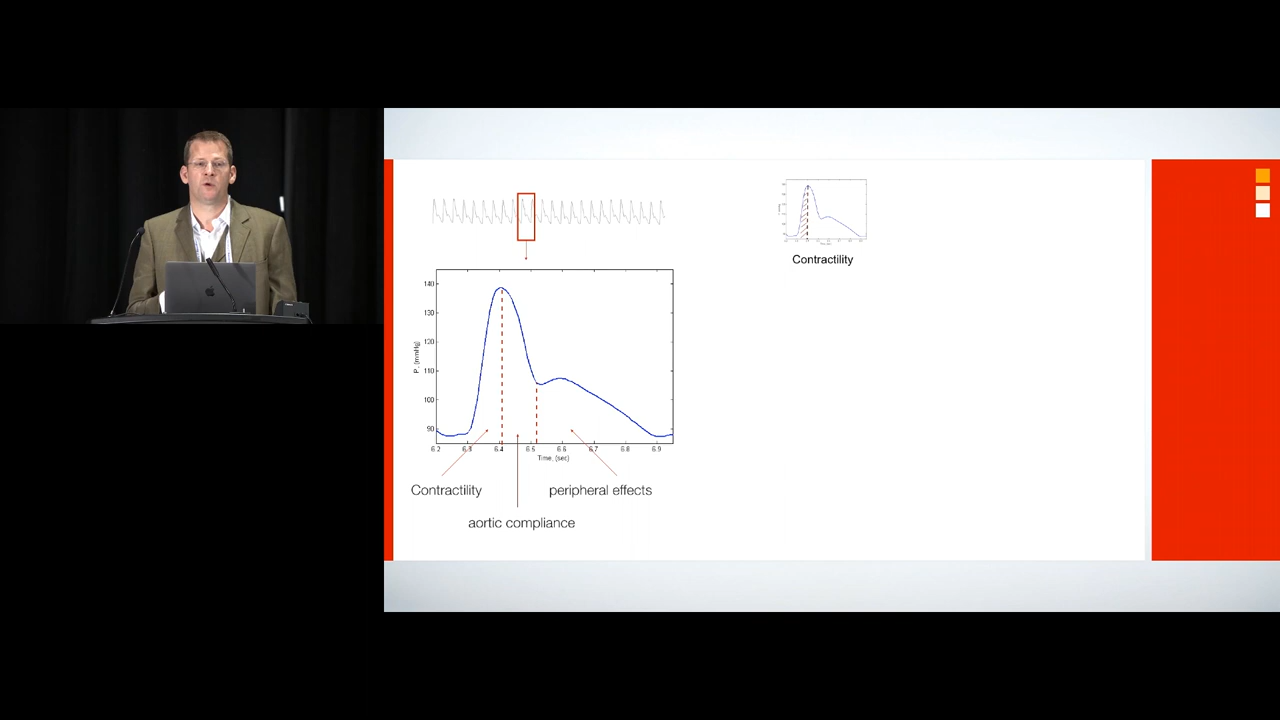 140
130
120
110
100
90
P, (mmHg)
6.2 6.3 6.4 6.5 6.6 6.7 6.8 6.9
Time, (sec)
Contractility
peripheral effects
aortic compliance
Contractility